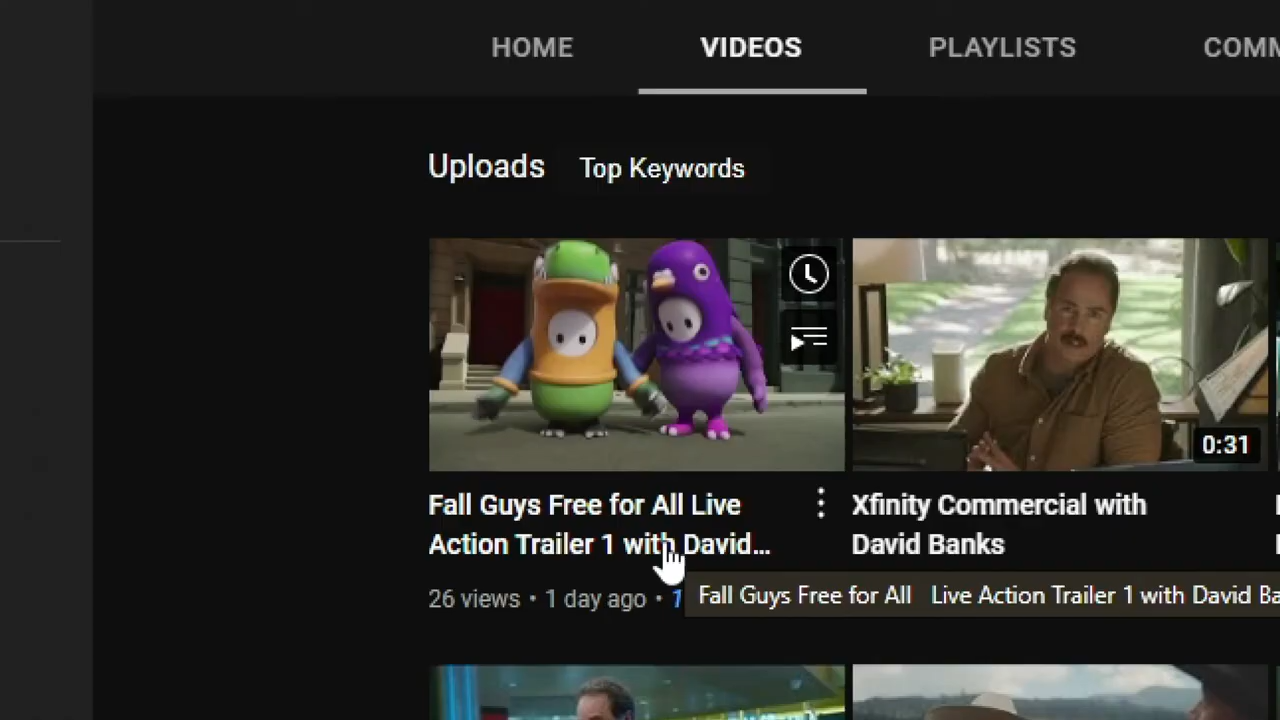 HOME VIDEOS PLAYLISTS COMM
Uploads Top Keywords
0:31
Fall Guys Free for All Live
Action Trailer 1 with David...
Xfinity Commercial with
David Banks
26 views • 1 day ago • 1
Fall Guys Free for All Live Action Trailer 1 with David Ba